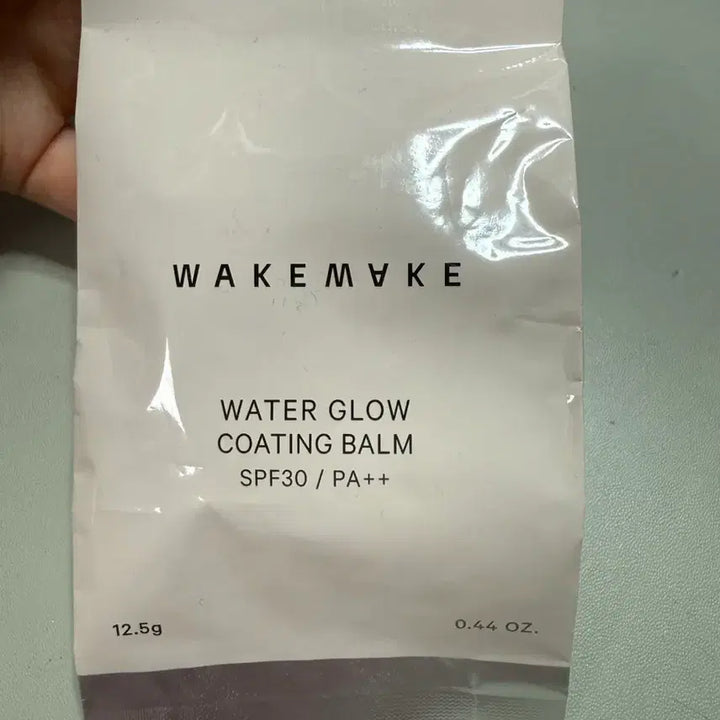 WAKEMAKE
WATER GLOW
COATING BALM
SPF30 / PA++
12.5g
0.44 OZ.